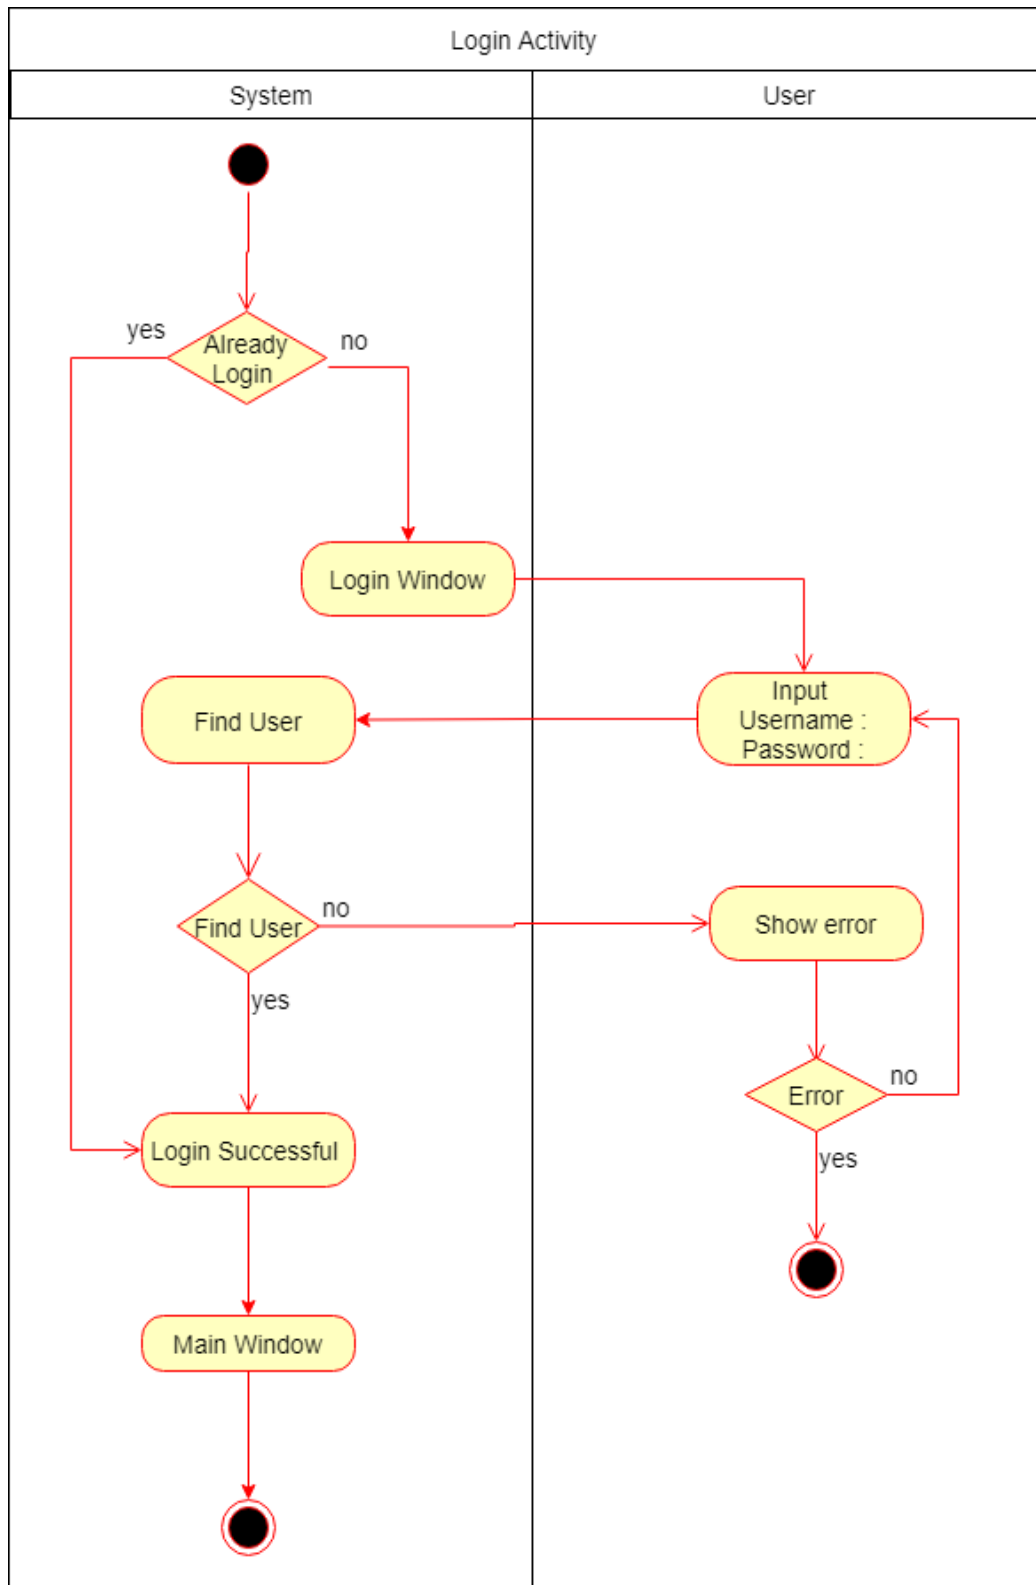 Login Activity
System
User
yes
Already
Login
no
Login Window
Input
Username :
Password :
Find User
Find User
no
Show error
yes
Error
no
Login Successful
yes
Main Window